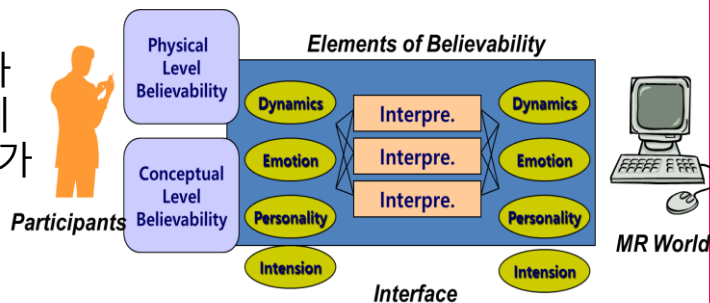 Elements of Believability
Physical
Level
Believability
Conceptual
Level
Believability
Participants
Dynamics
Emotion
Personality
Intension
Interpre.
Interpre.
Interpre.
Dynamics
Emotion
Personality
Intension
MR World
Interface
가